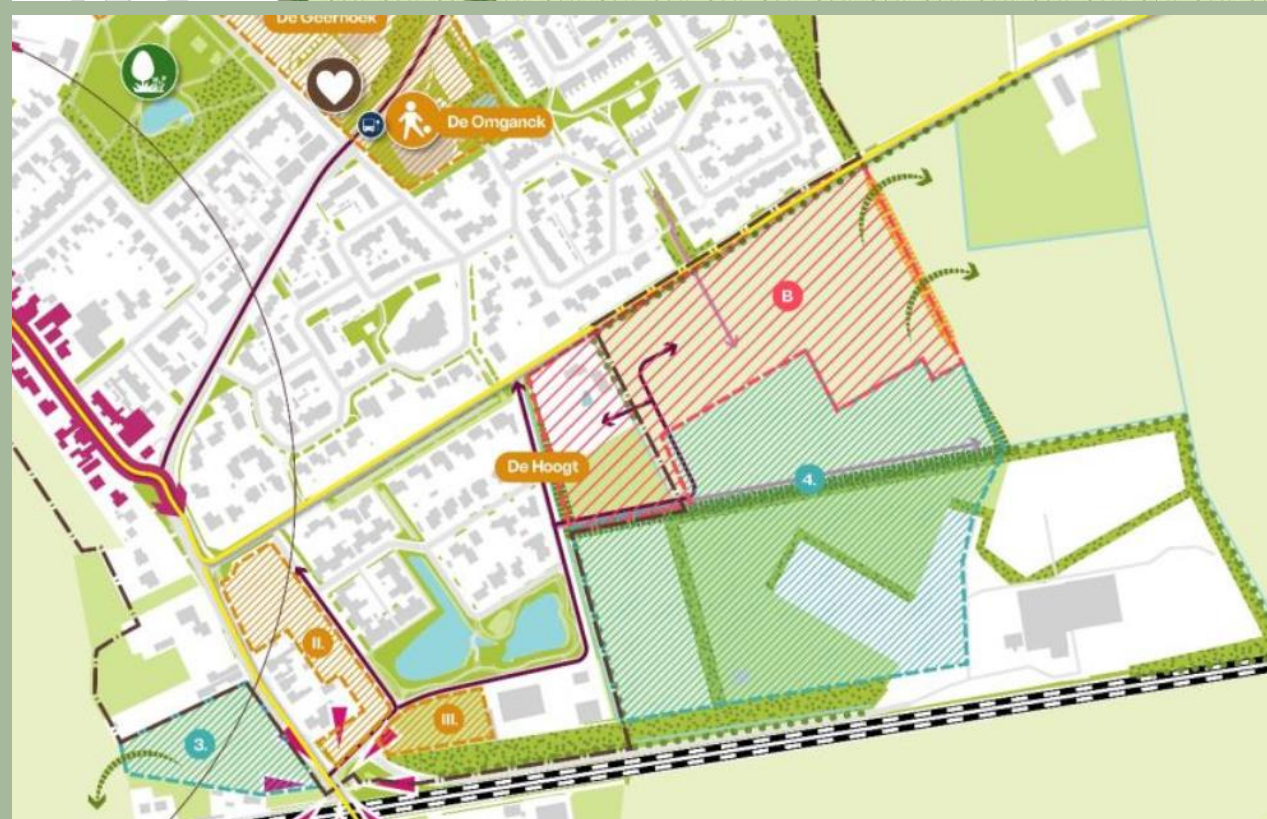 De Geerhoek
De Omganck
B
De Hoogt
4.
II.
III.
3.